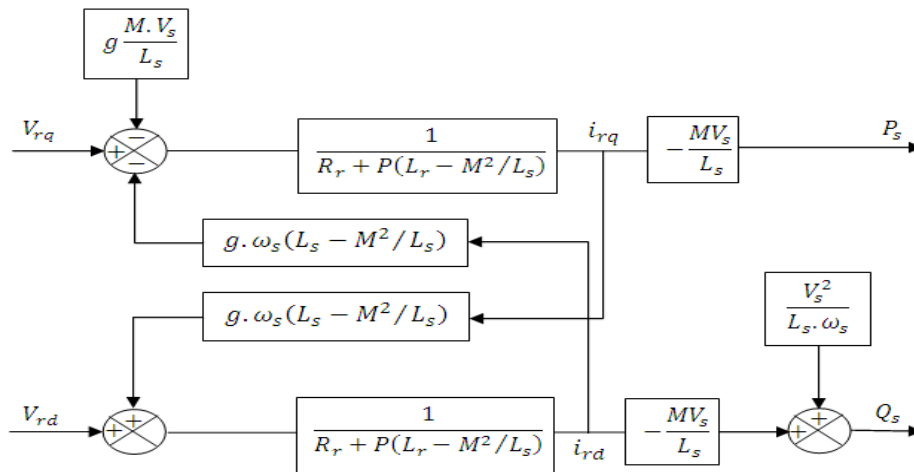 g M.V_s/L_s
V_rq
+ − −
1/(R_r + P(L_r − M²/L_s))
i_rq
−MV_s/L_s
P_s
g.ω_s(L_s − M²/L_s)
g.ω_s(L_s − M²/L_s)
V_s²/(L_s.ω_s)
V_rd
+ +
1/(R_r + P(L_r − M²/L_s))
i_rd
−MV_s/L_s
+ +
Q_s